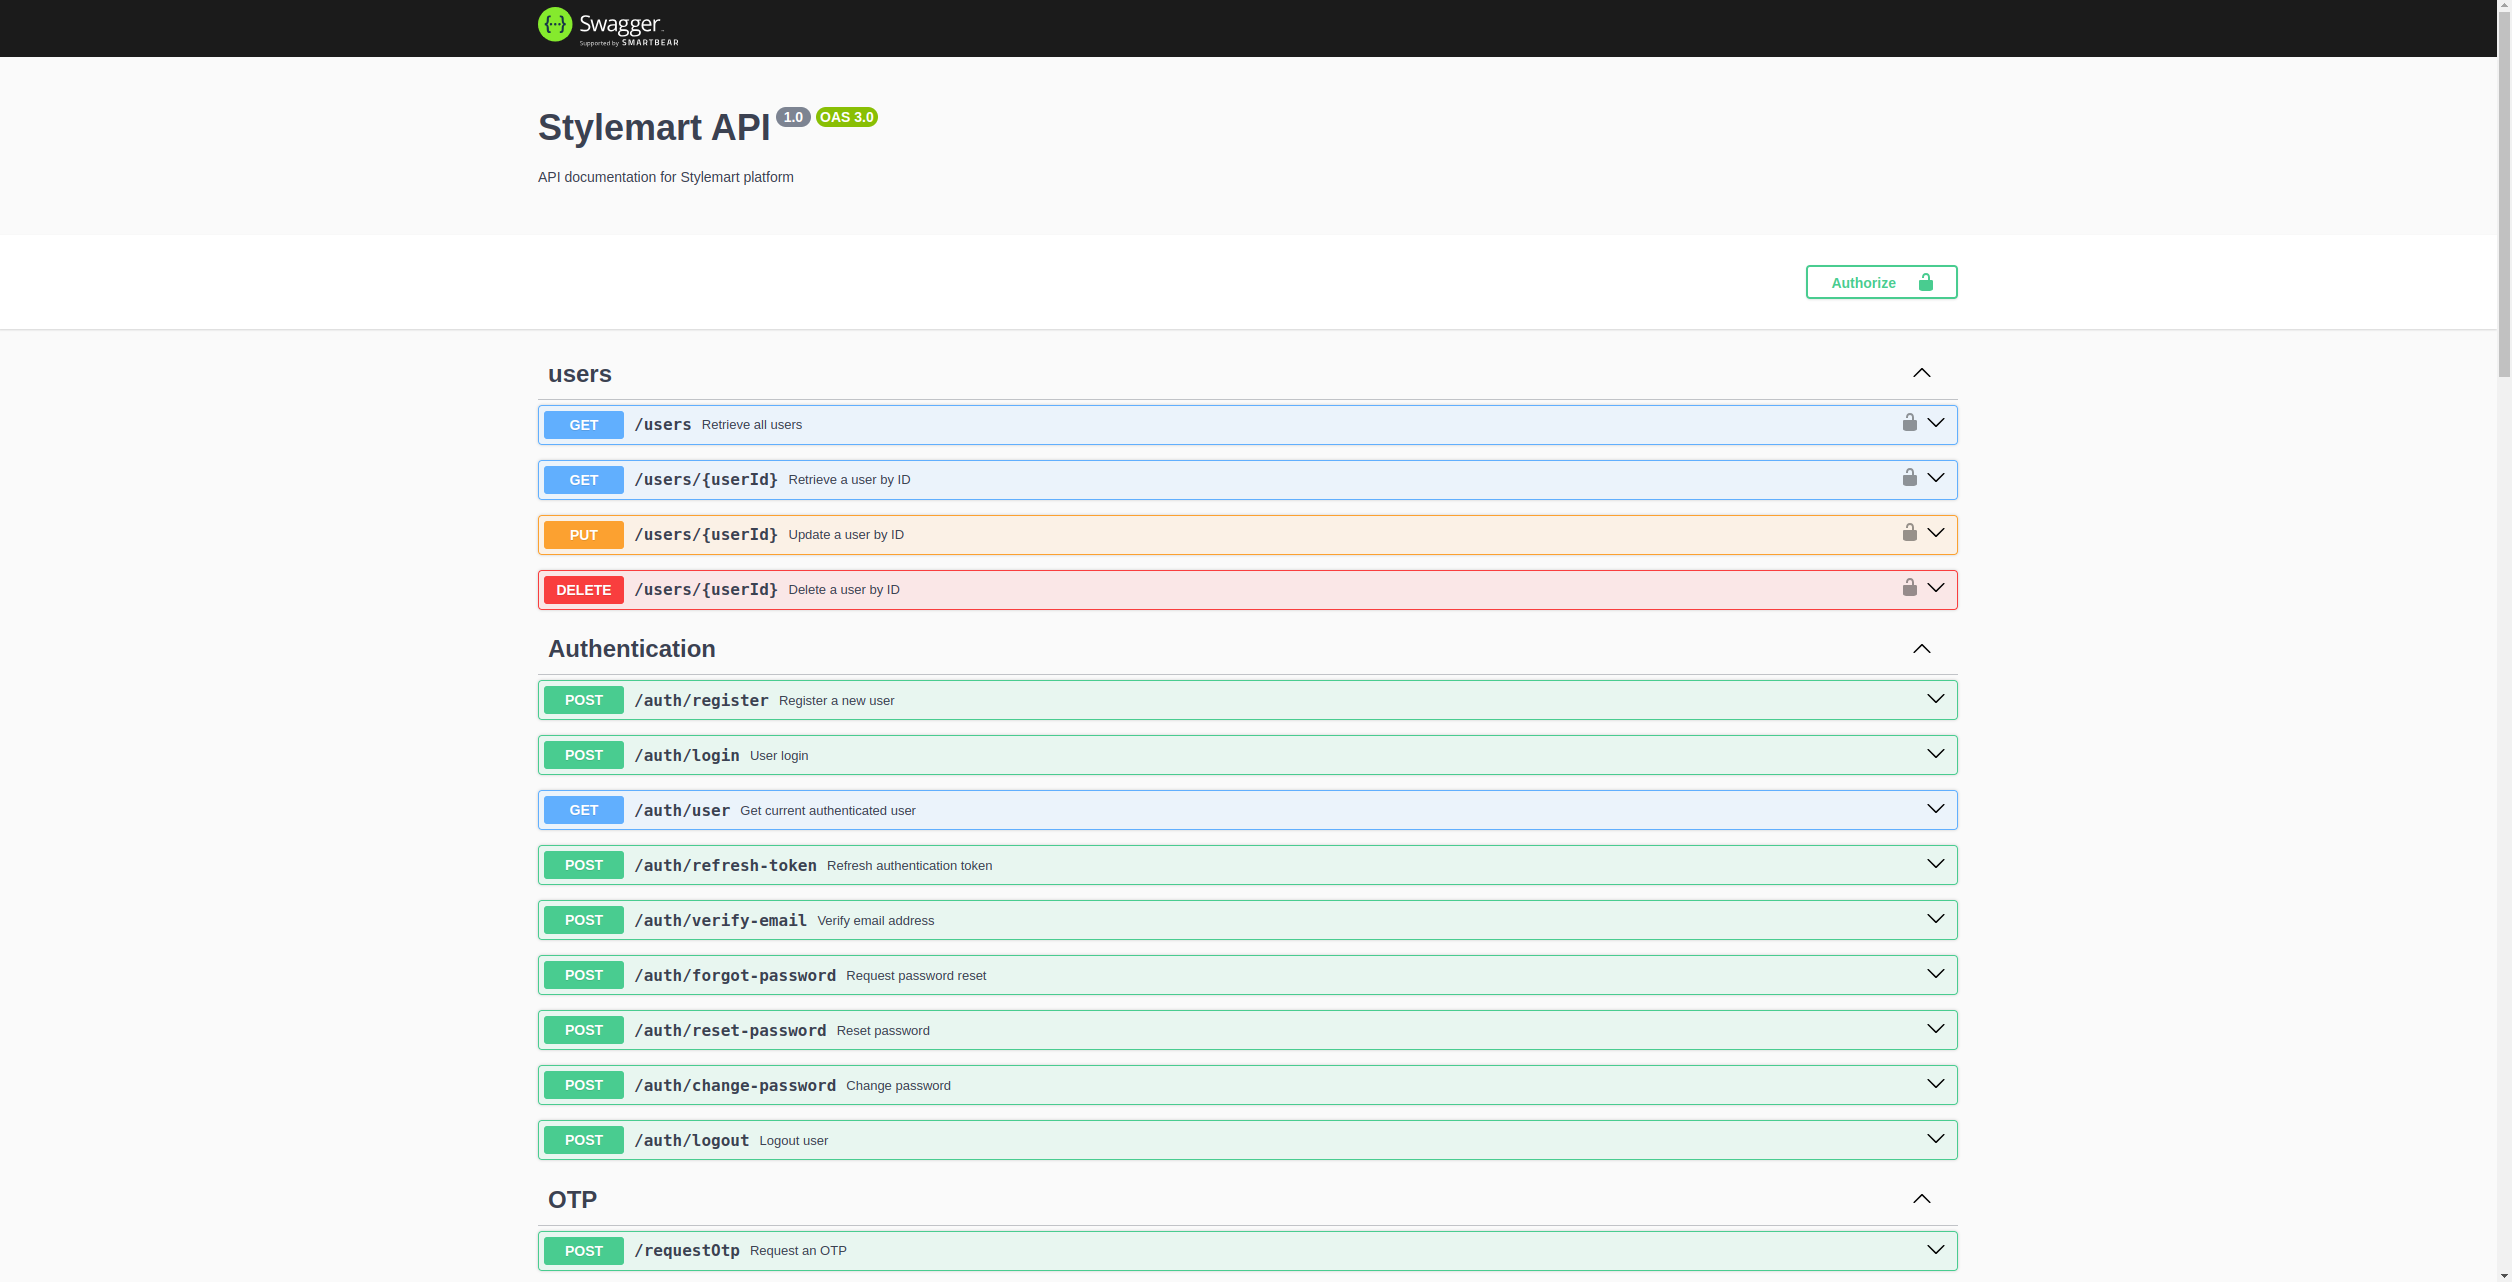 Swagger
Supported by SMARTBEAR
Stylemart API 1.0 OAS 3.0
API documentation for Stylemart platform
Authorize
users
GET /users Retrieve all users
GET /users/{userId} Retrieve a user by ID
PUT /users/{userId} Update a user by ID
DELETE /users/{userId} Delete a user by ID
Authentication
POST /auth/register Register a new user
POST /auth/login User login
GET /auth/user Get current authenticated user
POST /auth/refresh-token Refresh authentication token
POST /auth/verify-email Verify email address
POST /auth/forgot-password Request password reset
POST /auth/reset-password Reset password
POST /auth/change-password Change password
POST /auth/logout Logout user
OTP
POST /requestOtp Request an OTP